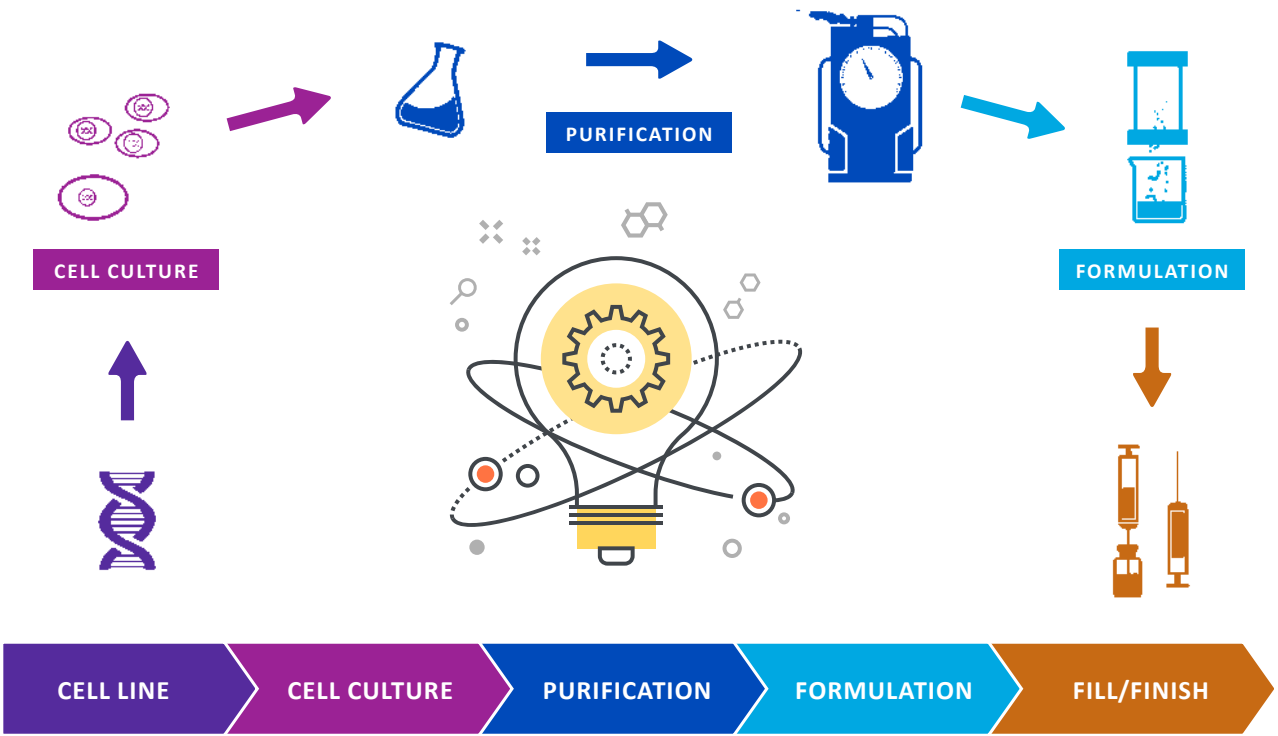 PURIFICATION
CELL CULTURE
FORMULATION
CELL LINE
CELL CULTURE
PURIFICATION
FORMULATION
FILL/FINISH